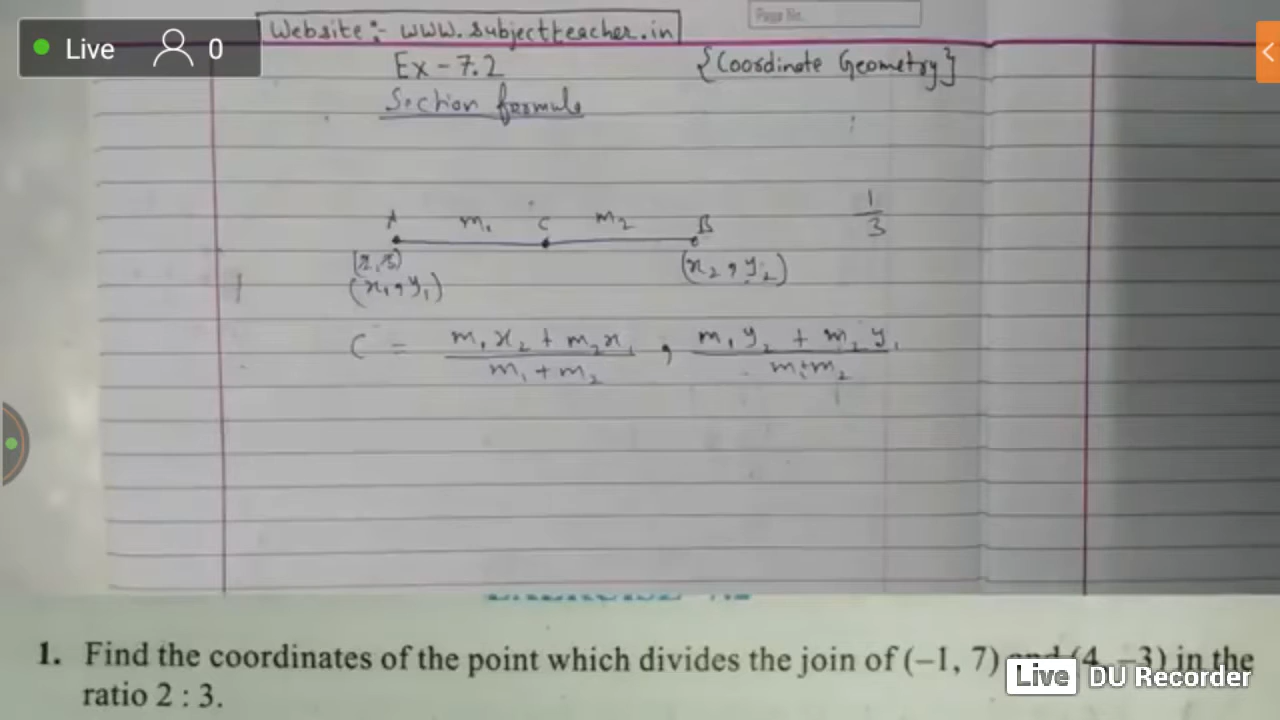 Website:- www.subjectteacher.in
Page No.
Live 0
Ex-7.2 {Coordinate Geometry}
Section formula
A m₁ C m₂ B
1/3
(x₁, y₁) (x₂, y₂)
C = m₁x₂ + m₂x₁ / m₁ + m₂ , m₁y₂ + m₂y₁ / m₁+m₂
1. Find the coordinates of the point which divides the join of (–1, 7) and (4, –3) in the
ratio 2 : 3.
Live DU Recorder